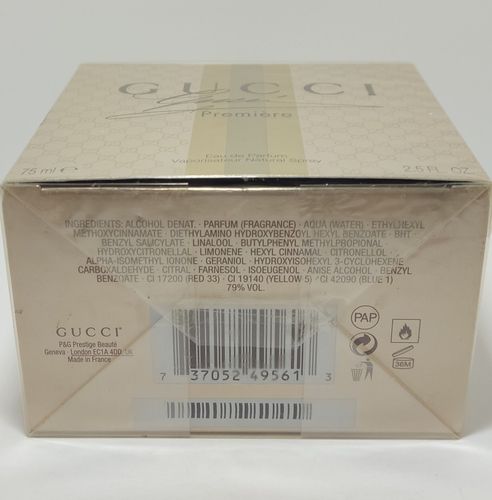 GUCCI
Gucci
Première
Eau de Parfum
Vaporisateur Natural Spray
75 ml e 2.5 FL. OZ.
INGREDIENTS: ALCOHOL DENAT. · PARFUM (FRAGRANCE) · AQUA (WATER) · ETHYLHEXYL
METHOXYCINNAMATE · DIETHYLAMINO HYDROXYBENZOYL HEXYL BENZOATE · BHT ·
BENZYL SALICYLATE · LINALOOL · BUTYLPHENYL METHYLPROPIONAL ·
HYDROXYCITRONELLAL · LIMONENE · HEXYL CINNAMAL · CITRONELLOL ·
ALPHA-ISOMETHYL IONONE · GERANIOL · HYDROXYISOHEXYL 3-CYCLOHEXENE
CARBOXALDEHYDE · CITRAL · FARNESOL · ISOEUGENOL · ANISE ALCOHOL · BENZYL
BENZOATE · CI 17200 (RED 33) · CI 19140 (YELLOW 5) · CI 42090 (BLUE 1)
79% VOL.
GUCCI
P&G Prestige Beauté
Geneva · London EC1A 4DD/UK
Made in France
PAP
36M
7 37052 49561 3